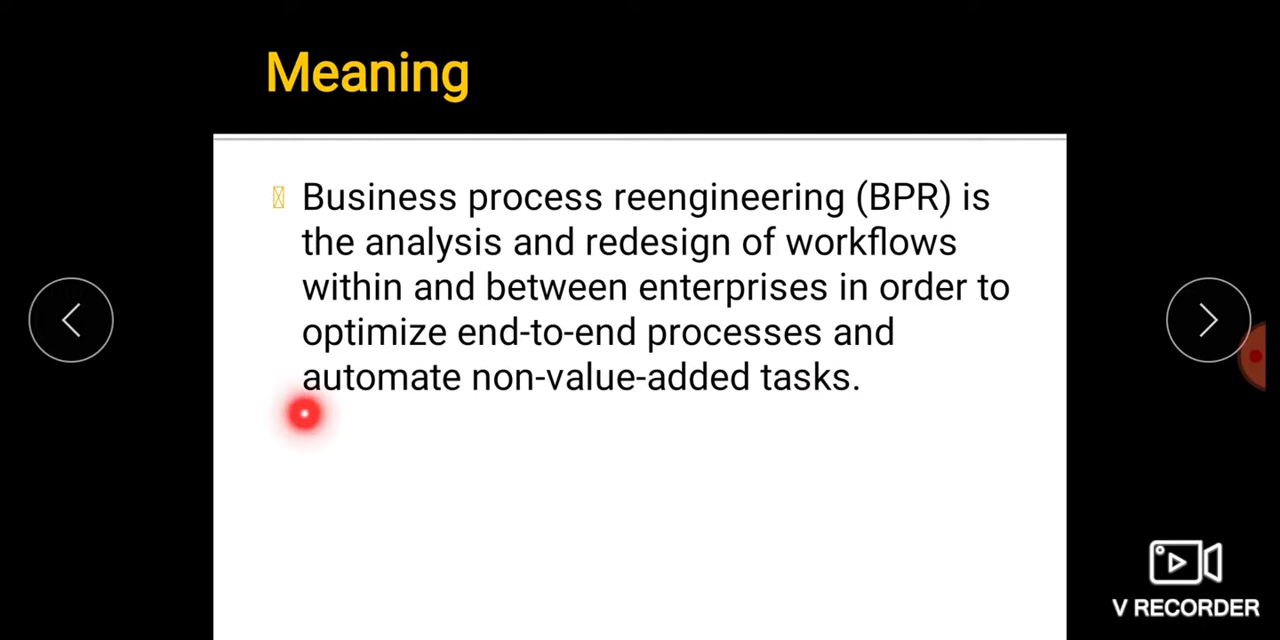 Meaning
Business process reengineering (BPR) is
the analysis and redesign of workflows
within and between enterprises in order to
optimize end-to-end processes and
automate non-value-added tasks.
V RECORDER